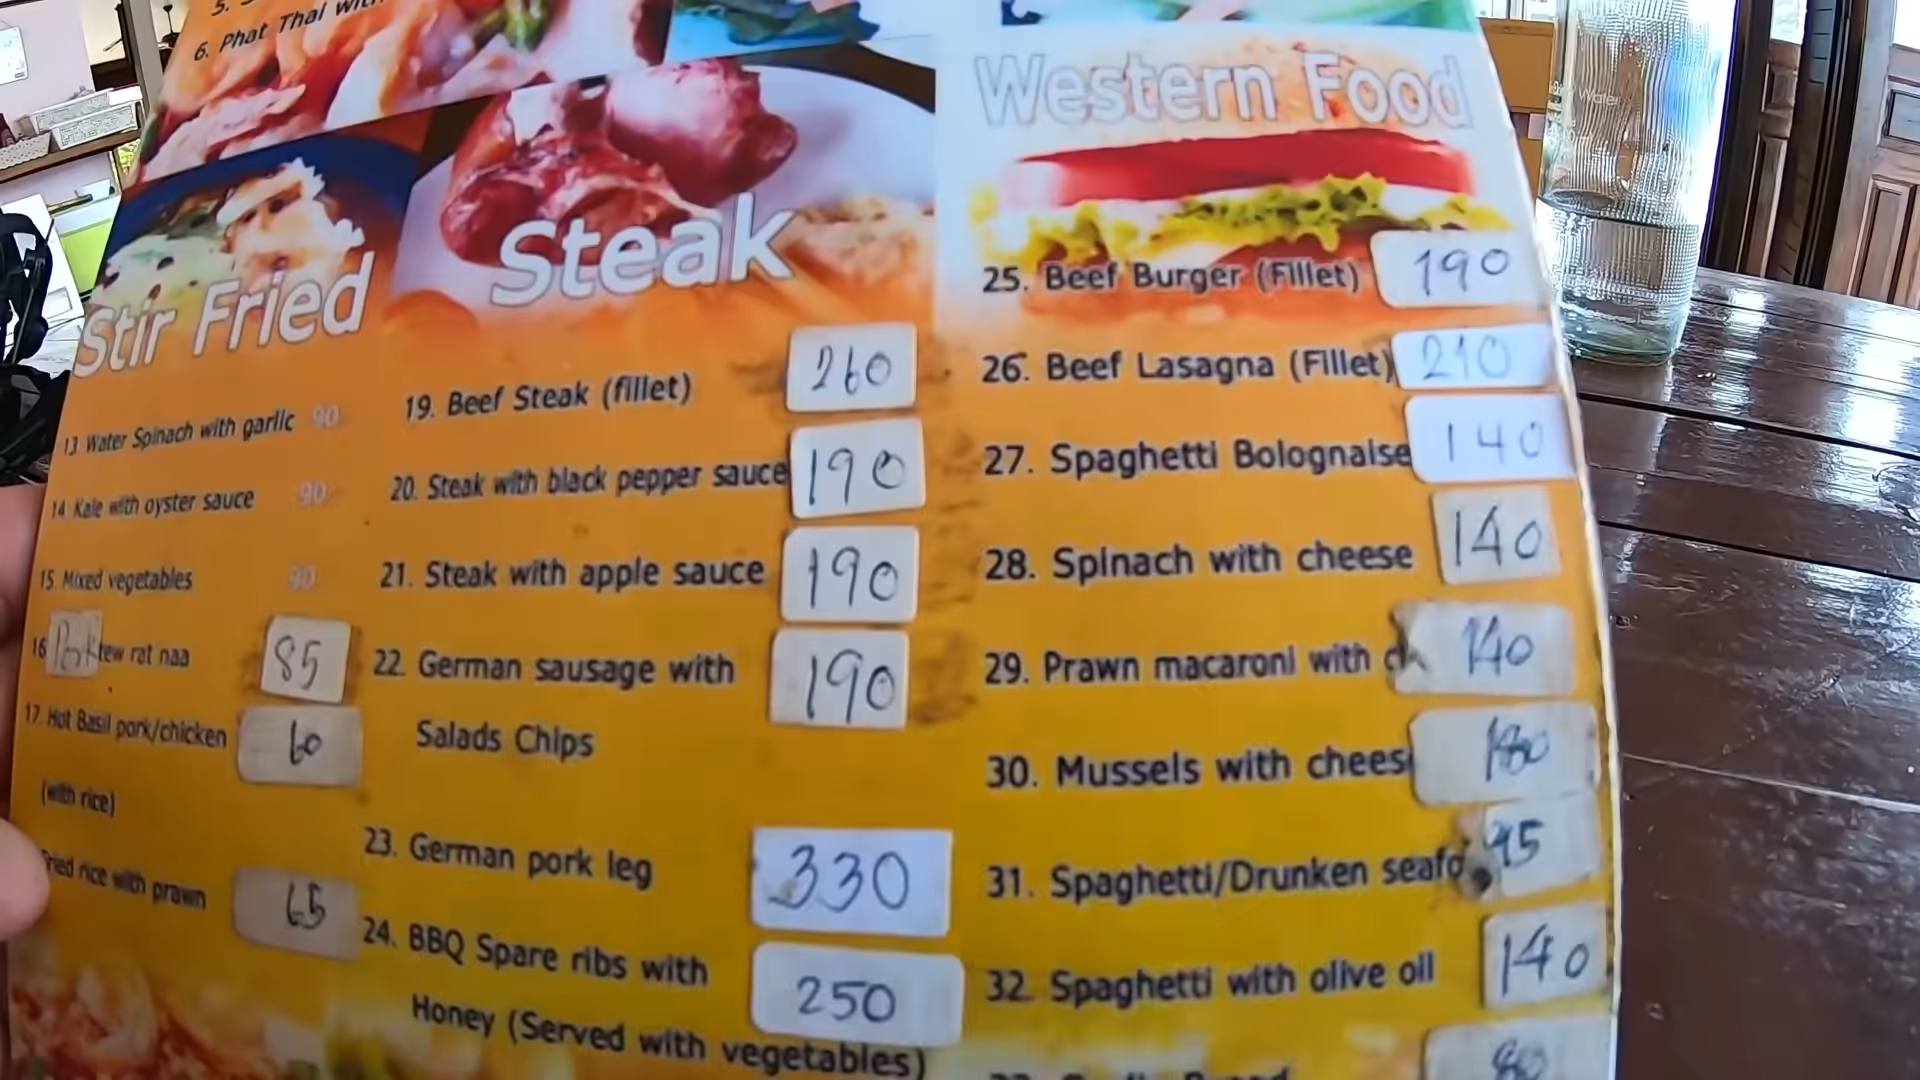 5.
6. Phat Thai with
Stir Fried
13 Water Spinach with garlic 90
14 Kale with oyster sauce 90
15 Mixed vegetables 90
16 Pork tew rat naa 85
17. Hot Basil pork/chicken 60
(with rice)
Fried rice with prawn 65
Steak
19. Beef Steak (fillet) 260
20. Steak with black pepper sauce 190
21. Steak with apple sauce 190
22. German sausage with 190
Salads Chips
23. German pork leg 330
24. BBQ Spare ribs with 250
Honey (Served with vegetables)
Western Food
25. Beef Burger (Fillet) 190
26. Beef Lasagna (Fillet) 210
27. Spaghetti Bolognaise 140
28. Spinach with cheese 140
29. Prawn macaroni with ch 140
30. Mussels with chees 180
31. Spaghetti/Drunken seafo 95
32. Spaghetti with olive oil 140
80
Water